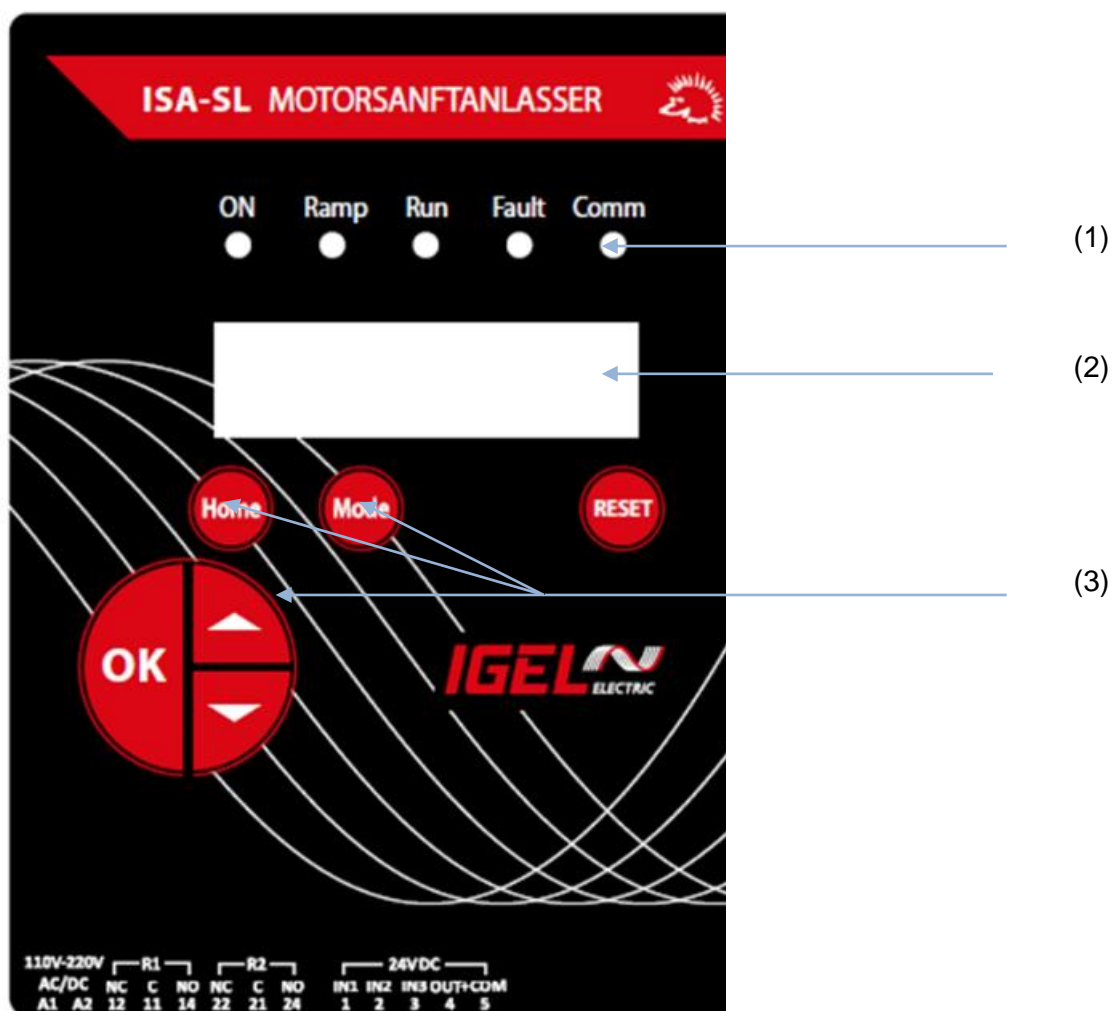 ISA-SL MOTORSANFTANLASSER
ON Ramp Run Fault Comm
(1)
(2)
Home Mode RESET
(3)
OK
IGEL
ELECTRIC
110V-220V R1 R2 24VDC
AC/DC NC C NO NC C NO IN1 IN2 IN3 OUT+COM
A1 A2 12 11 14 22 21 24 1 2 3 4 5